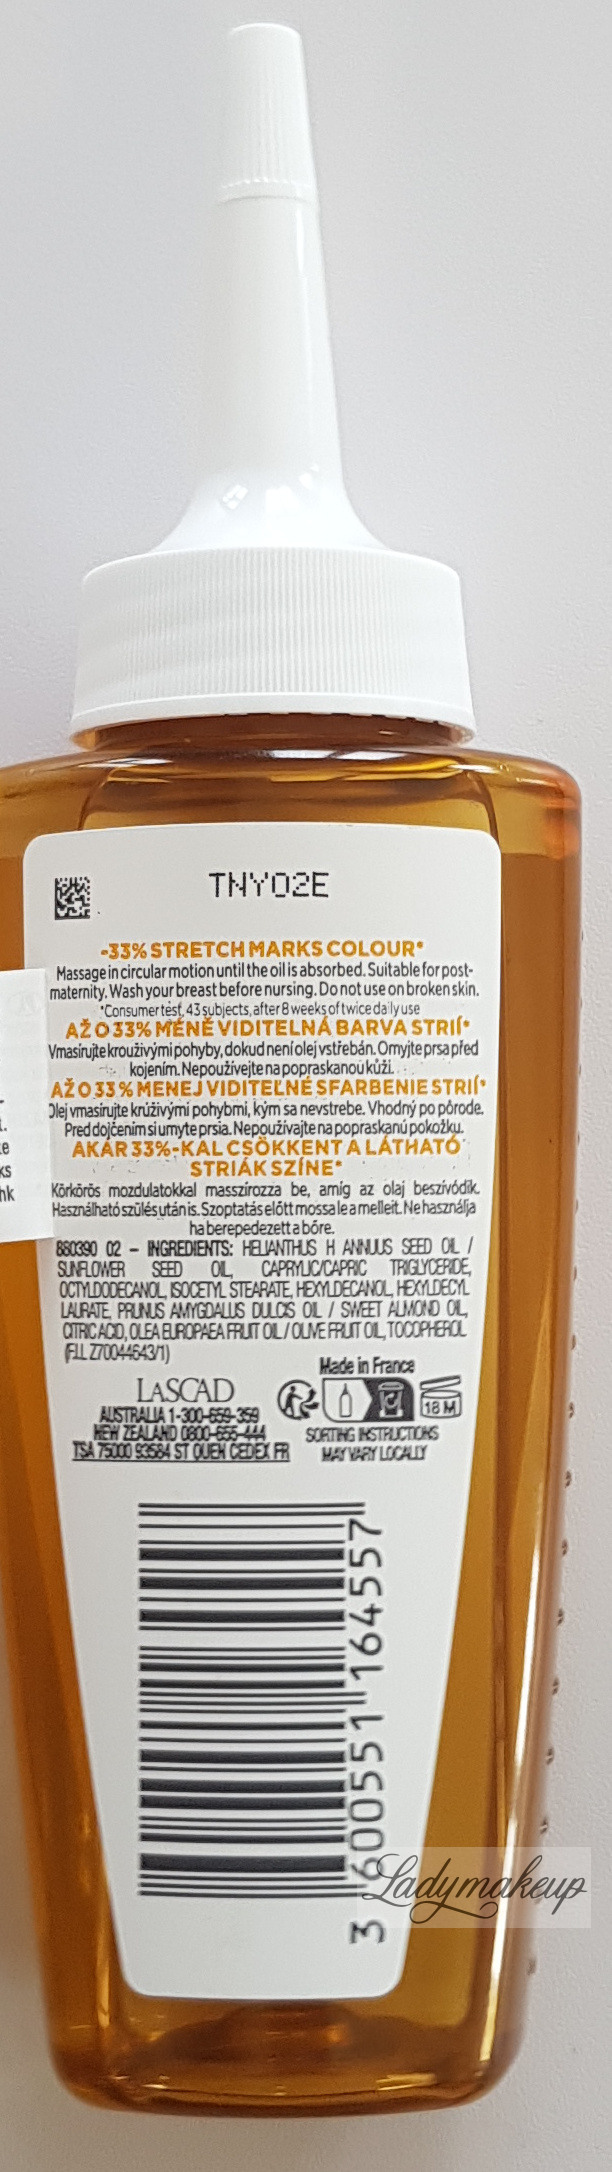 TNY02E
-33% STRETCH MARKS COLOUR*
Massage in circular motion until the oil is absorbed. Suitable for post-
maternity. Wash your breast before nursing. Do not use on broken skin.
*Consumer test, 43 subjects, after 8 weeks of twice daily use
AŽ O 33% MÉNĚ VIDITELNÁ BARVA STRIÍ*
Vmasírujte krouživými pohyby, dokud není olej vstřebán. Omyjte prsa před
kojením. Nepoužívejte na popraskanou kůži.
AŽ O 33 % MENEJ VIDITEĽNÉ SFARBENIE STRIÍ*
Olej vmasírujte krúživými pohybmi, kým sa nevstrebe. Vhodný po pôrode.
Pred dojčením si umyte prsia. Nepoužívajte na popraskanú pokožku.
AKÁR 33%-KAL CSÖKKENT A LÁTHATÓ
STRIÁK SZÍNE*
Körkörös mozdulatokkal masszírozza be, amíg az olaj beszívódik.
Használható szülés után is. Szoptatás előtt mossa le a melleit. Ne használja
ha berepedezett a bőre.
880390 02 – INGREDIENTS: HELIANTHUS H ANNUUS SEED OIL /
SUNFLOWER SEED OIL, CAPRYLIC/CAPRIC TRIGLYCERIDE,
OCTYLDODECANOL, ISOCETYL STEARATE, HEXYLDECANOL, HEXYLDECYL
LAURATE, PRUNUS AMYGDALUS DULCIS OIL / SWEET ALMOND OIL,
CITRIC ACID, OLEA EUROPAEA FRUIT OIL / OLIVE FRUIT OIL, TOCOPHEROL
(F.I.L. Z70044643/1)
Made in France
LASCAD
AUSTRALIA 1-300-659-359
NEW ZEALAND 0800-655-444
TSA 75000 93584 ST OUEN CEDEX FR
18 M
SORTING INSTRUCTIONS
MAY VARY LOCALLY
3 600551 164557
Ladymakeup